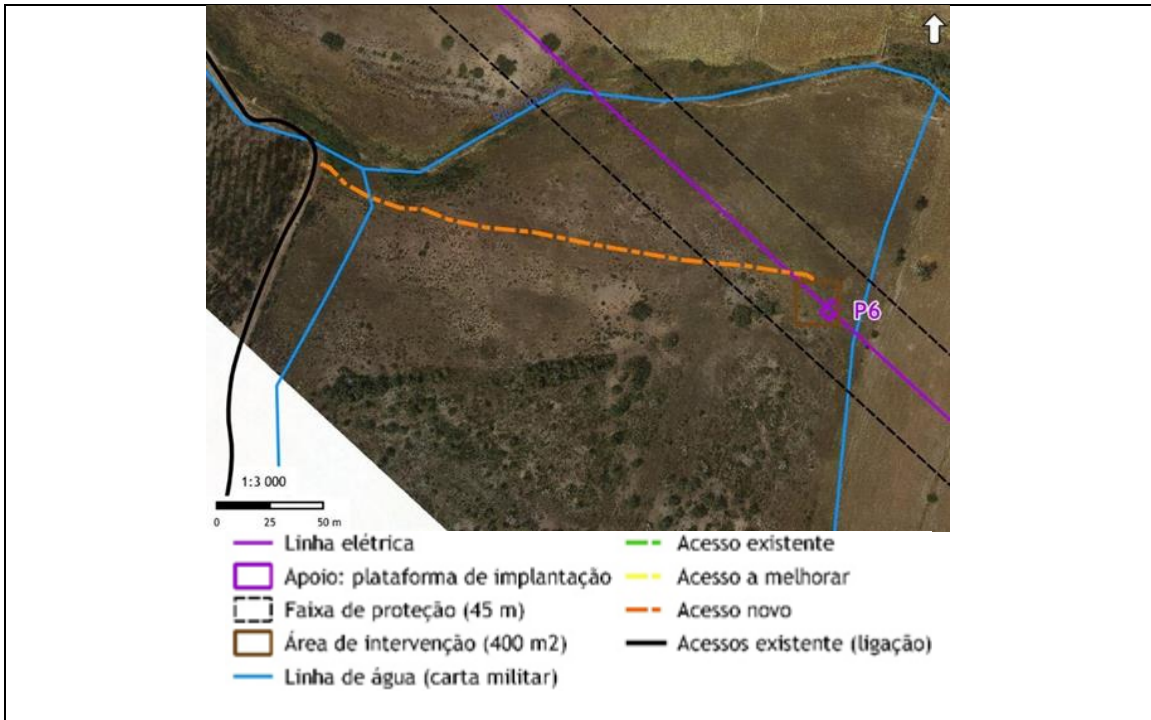 P6
1:3 000
0 25 50 m
Linha elétrica
Apoio: plataforma de implantação
Faixa de proteção (45 m)
Área de intervenção (400 m2)
Linha de água (carta militar)
Acesso existente
Acesso a melhorar
Acesso novo
Acessos existente (ligação)